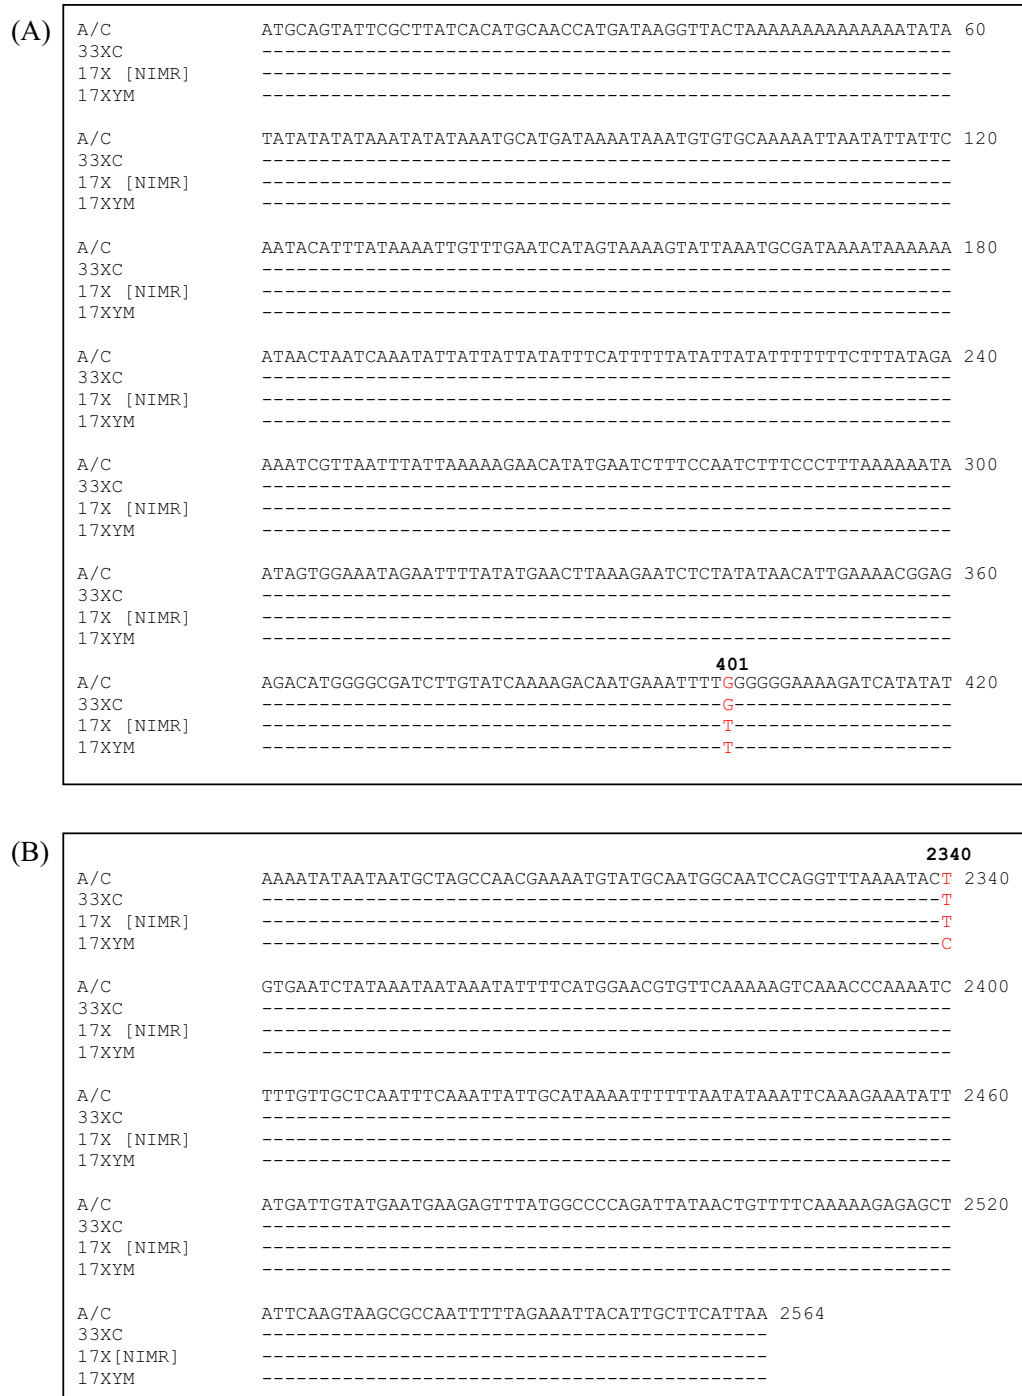 (A)
A/C ATGCAGTATTCGCTTATCACATGCAACCATGATAAGGTTACTAAAAAAAAAAAAAAATATA 60
33XC ------------------------------------------------------------
17X [NIMR] ------------------------------------------------------------
17XYM ------------------------------------------------------------
A/C TATATATATAAATATATAAATGCATGATAAAATAAATGTGTGCAAAAATTAATATTATTC 120
33XC ------------------------------------------------------------
17X [NIMR] ------------------------------------------------------------
17XYM ------------------------------------------------------------
A/C AATACATTTATAAAATTGTTTGAATCATAGTAAAAGTATTAAATGCGATAAAATAAAAAA 180
33XC ------------------------------------------------------------
17X [NIMR] ------------------------------------------------------------
17XYM ------------------------------------------------------------
A/C ATAACTAATCAAATATTATTATTATATTTCATTTTTATATTATATTTTTTTCTTTATAGA 240
33XC ------------------------------------------------------------
17X [NIMR] ------------------------------------------------------------
17XYM ------------------------------------------------------------
A/C AAATCGTTAATTTATTAAAAAGAACATATGAATCTTTCCAATCTTTCCCTTTAAAAAATA 300
33XC ------------------------------------------------------------
17X [NIMR] ------------------------------------------------------------
17XYM ------------------------------------------------------------
A/C ATAGTGGAAATAGAATTTTATATGAACTTAAAGAATCTCTATATAACATTGAAAACGGAG 360
33XC ------------------------------------------------------------
17X [NIMR] ------------------------------------------------------------
17XYM ------------------------------------------------------------
401
A/C AGACATGGGGCGATCTTGTATCAAAAGACAATGAAATTTTGGGGGGAAAAGATCATATAT 420
33XC ----------------------------------------G-------------------
17X [NIMR] ----------------------------------------T-------------------
17XYM ----------------------------------------T-------------------
(B)
2340
A/C AAAATATAATAATGCTAGCCAACGAAAATGTATGCAATGGCAATCCAGGTTTAAAATACT 2340
33XC -----------------------------------------------------------T
17X [NIMR] -----------------------------------------------------------T
17XYM -----------------------------------------------------------C
A/C GTGAATCTATAAATAATAAATATTTTCATGGAACGTGTTCAAAAAGTCAAACCCAAAATC 2400
33XC ------------------------------------------------------------
17X [NIMR] ------------------------------------------------------------
17XYM ------------------------------------------------------------
A/C TTTGTTGCTCAATTTCAAATTATTGCATAAAATTTTTTAATATAAATTCAAAGAAATATT 2460
33XC ------------------------------------------------------------
17X [NIMR] ------------------------------------------------------------
17XYM ------------------------------------------------------------
A/C ATGATTGTATGAATGAAGAGTTTATGGCCCCAGATTATAACTGTTTTCAAAAAGAGAGCT 2520
33XC ------------------------------------------------------------
17X [NIMR] ------------------------------------------------------------
17XYM ------------------------------------------------------------
A/C ATTCAAGTAAGCGCCAATTTTTAGAAATTACATTGCTTCATTAA 2564
33XC --------------------------------------------
17X[NIMR] --------------------------------------------
17XYM --------------------------------------------